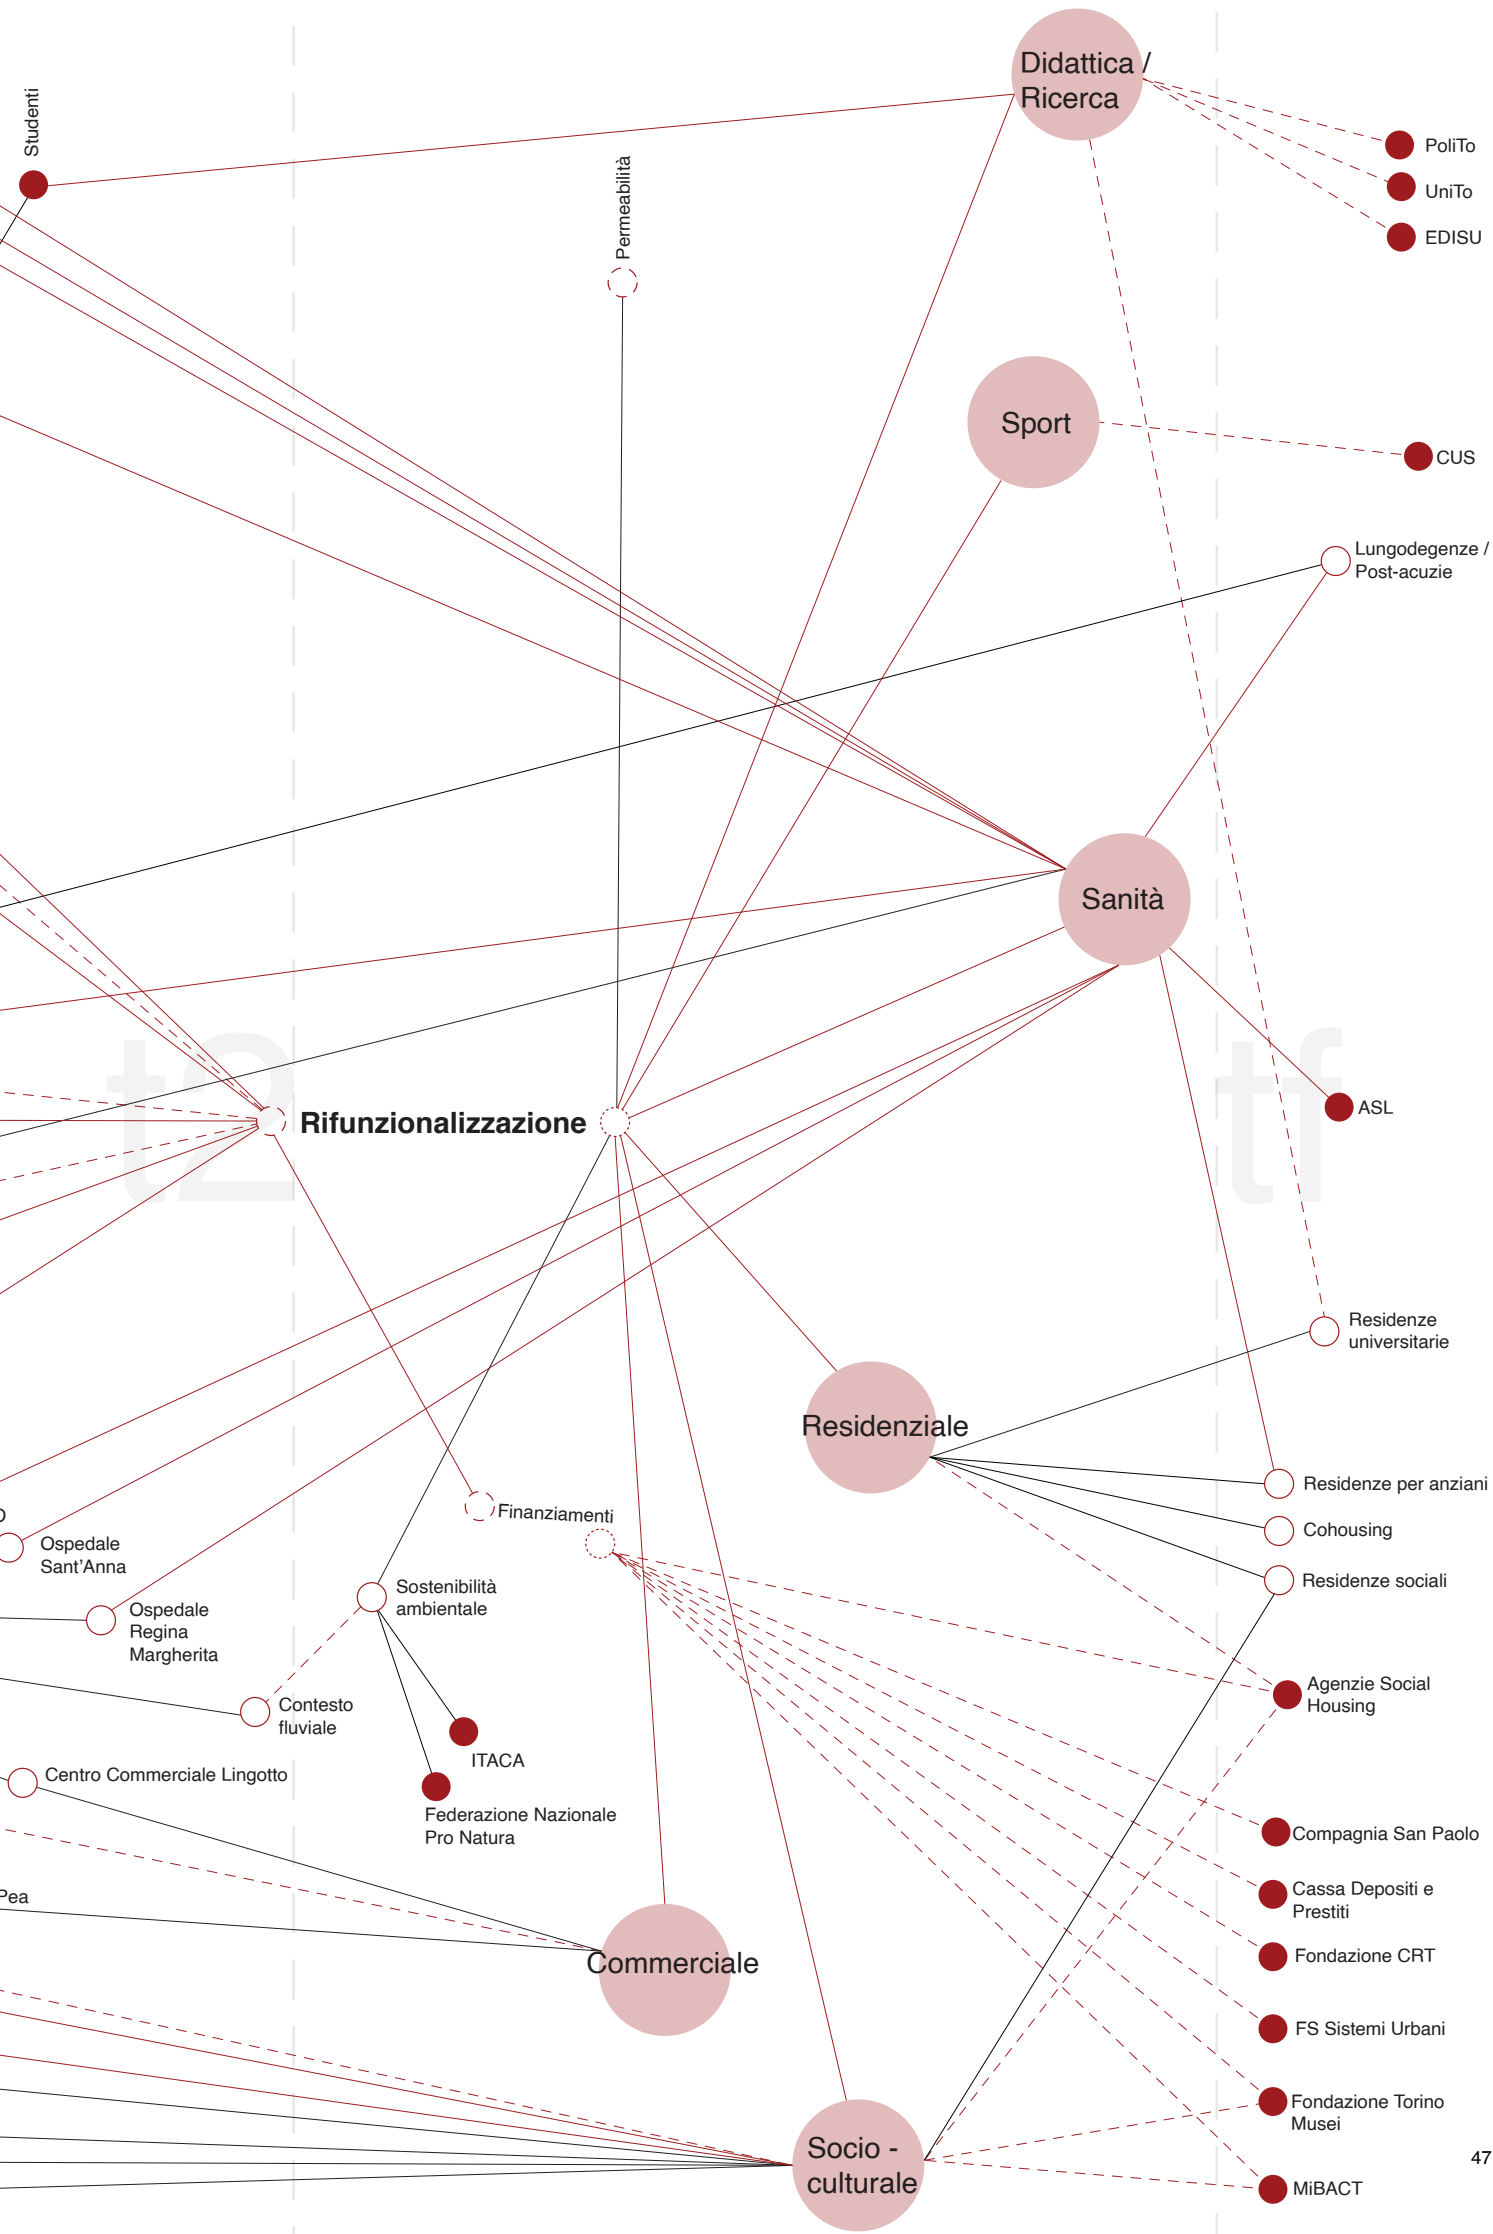 Didattica /
Ricerca
Studenti
PoliTo
UniTo
EDISU
Permeabilità
Sport
CUS
Lungodegenze /
Post-acuzie
Sanità
t2
tf
ASL
Rifunzionalizzazione
Residenze
universitarie
Residenziale
Residenze per anziani
Finanziamenti
Cohousing
Ospedale
Sant'Anna
Residenze sociali
Sostenibilità
ambientale
Ospedale
Regina
Margherita
Agenzie Social
Housing
Contesto
fluviale
ITACA
Centro Commerciale Lingotto
Federazione Nazionale
Pro Natura
Compagnia San Paolo
Cassa Depositi e
Prestiti
Pea
Fondazione CRT
Commerciale
FS Sistemi Urbani
Fondazione Torino
Musei
Socio -
culturale
47
MiBACT